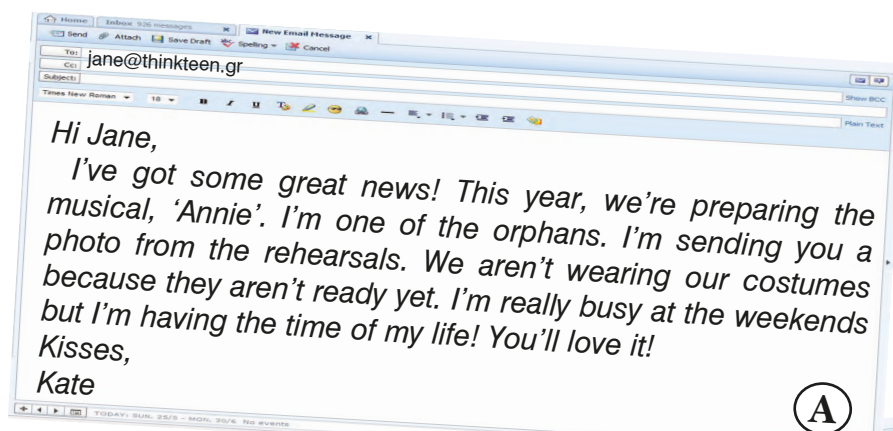 Home Inbox 926 messages New Email Message
Send Attach Save Draft Spelling Cancel
To: jane@thinkteen.gr
Cc:
Subject:
Show BCC
Times New Roman 18 B I U Plain Text
Hi Jane,
I've got some great news! This year, we're preparing the
musical, 'Annie'. I'm one of the orphans. I'm sending you a
photo from the rehearsals. We aren't wearing our costumes
because they aren't ready yet. I'm really busy at the weekends
but I'm having the time of my life! You'll love it!
Kisses,
Kate
A
TODAY: SUN, 25/5 - MON, No events